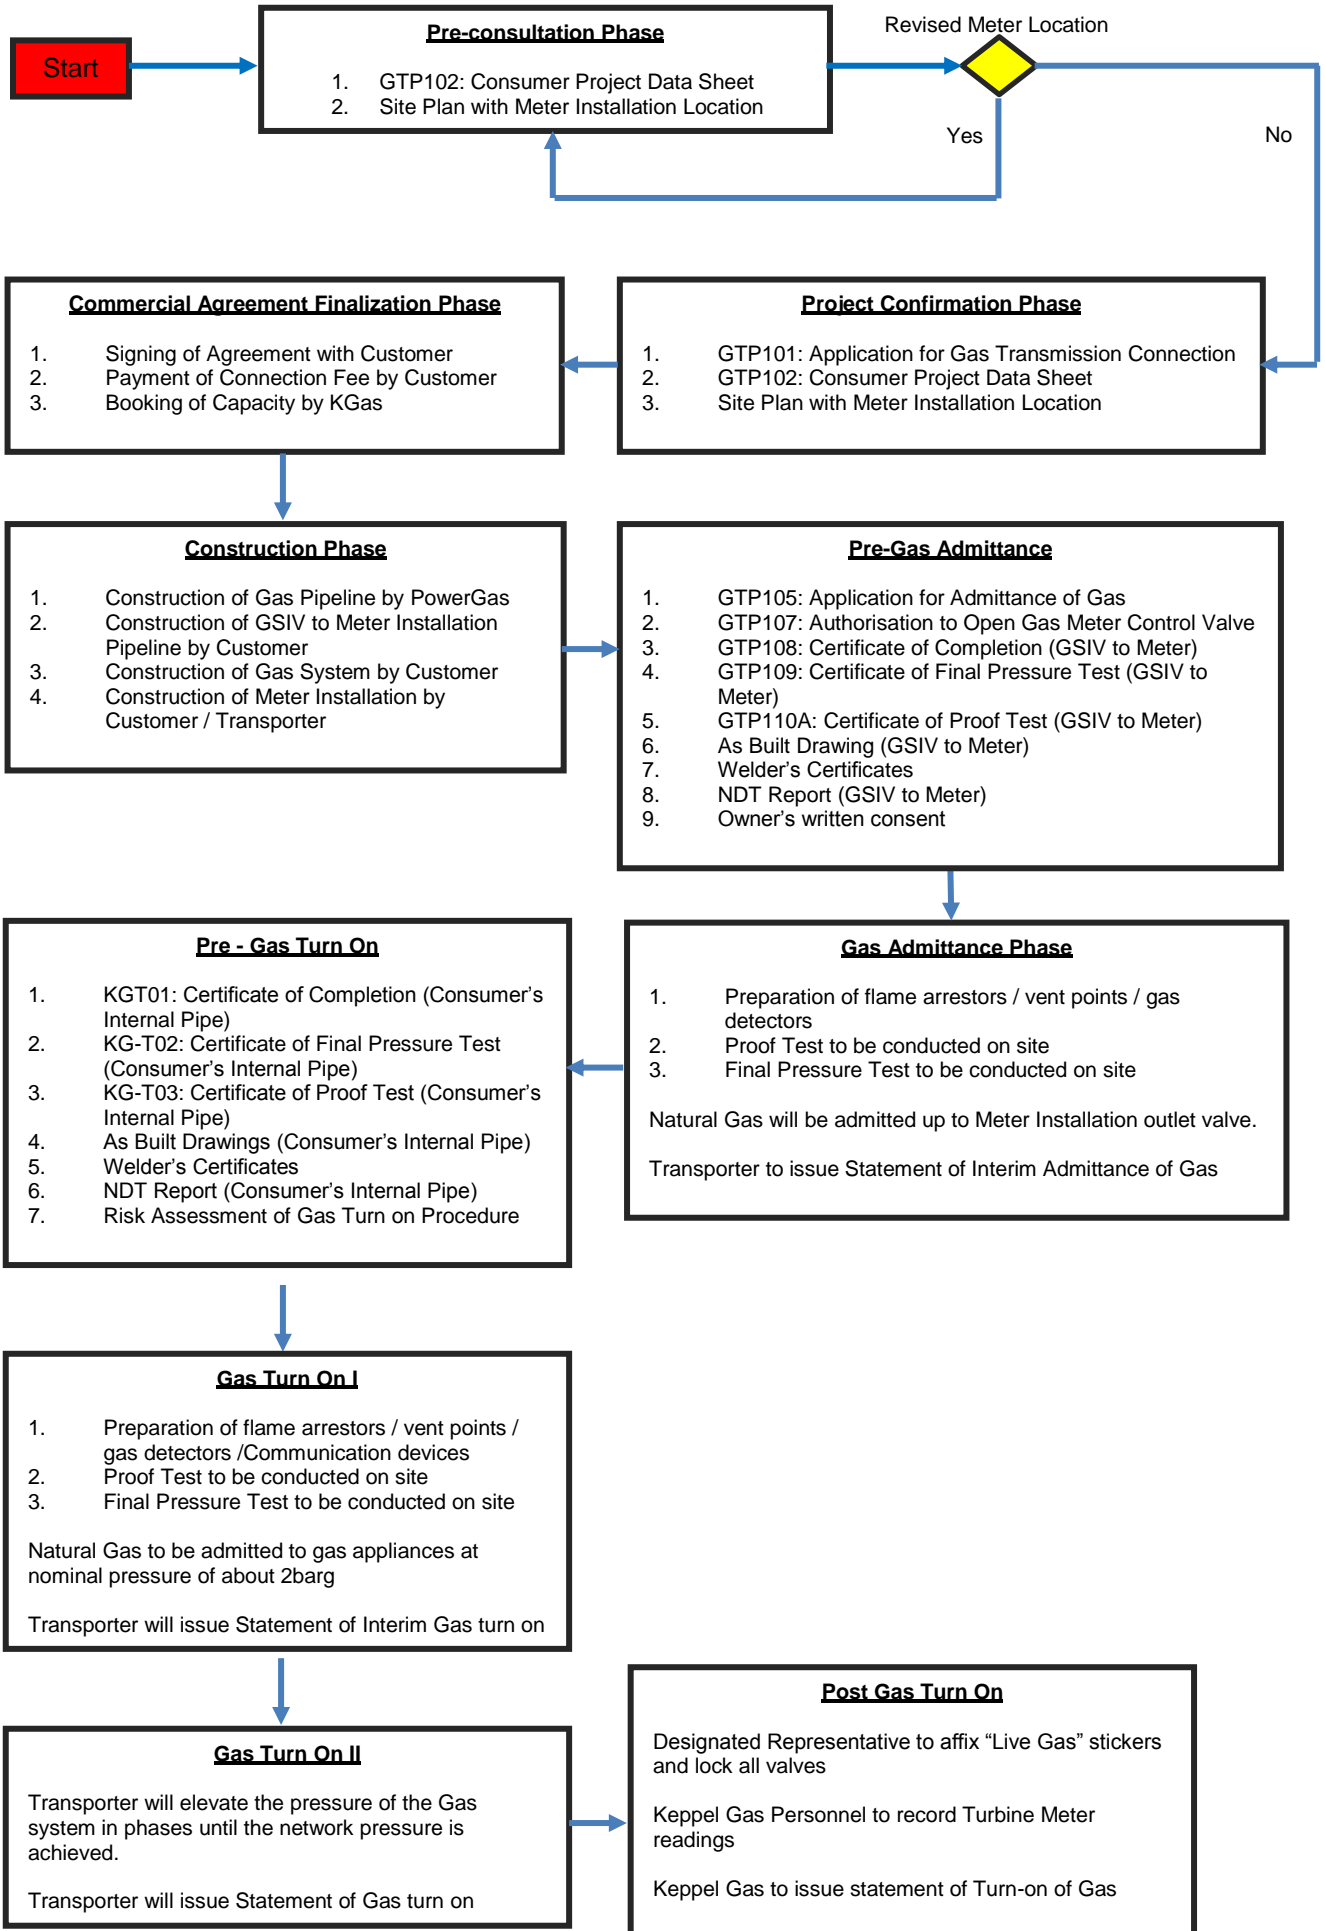 Start
Pre-consultation Phase
1. GTP102: Consumer Project Data Sheet
2. Site Plan with Meter Installation Location
Revised Meter Location
Yes
No
Commercial Agreement Finalization Phase
1. Signing of Agreement with Customer
2. Payment of Connection Fee by Customer
3. Booking of Capacity by KGas
Project Confirmation Phase
1. GTP101: Application for Gas Transmission Connection
2. GTP102: Consumer Project Data Sheet
3. Site Plan with Meter Installation Location
Construction Phase
1. Construction of Gas Pipeline by PowerGas
2. Construction of GSIV to Meter Installation
Pipeline by Customer
3. Construction of Gas System by Customer
4. Construction of Meter Installation by
Customer / Transporter
Pre-Gas Admittance
1. GTP105: Application for Admittance of Gas
2. GTP107: Authorisation to Open Gas Meter Control Valve
3. GTP108: Certificate of Completion (GSIV to Meter)
4. GTP109: Certificate of Final Pressure Test (GSIV to
Meter)
5. GTP110A: Certificate of Proof Test (GSIV to Meter)
6. As Built Drawing (GSIV to Meter)
7. Welder’s Certificates
8. NDT Report (GSIV to Meter)
9. Owner’s written consent
Pre - Gas Turn On
1. KGT01: Certificate of Completion (Consumer’s
Internal Pipe)
2. KG-T02: Certificate of Final Pressure Test
(Consumer’s Internal Pipe)
3. KG-T03: Certificate of Proof Test (Consumer’s
Internal Pipe)
4. As Built Drawings (Consumer’s Internal Pipe)
5. Welder’s Certificates
6. NDT Report (Consumer’s Internal Pipe)
7. Risk Assessment of Gas Turn on Procedure
Gas Admittance Phase
1. Preparation of flame arrestors / vent points / gas
detectors
2. Proof Test to be conducted on site
3. Final Pressure Test to be conducted on site
Natural Gas will be admitted up to Meter Installation outlet valve.
Transporter to issue Statement of Interim Admittance of Gas
Gas Turn On I
1. Preparation of flame arrestors / vent points /
gas detectors /Communication devices
2. Proof Test to be conducted on site
3. Final Pressure Test to be conducted on site
Natural Gas to be admitted to gas appliances at
nominal pressure of about 2barg
Transporter will issue Statement of Interim Gas turn on
Gas Turn On II
Transporter will elevate the pressure of the Gas
system in phases until the network pressure is
achieved.
Transporter will issue Statement of Gas turn on
Post Gas Turn On
Designated Representative to affix “Live Gas” stickers
and lock all valves
Keppel Gas Personnel to record Turbine Meter
readings
Keppel Gas to issue statement of Turn-on of Gas